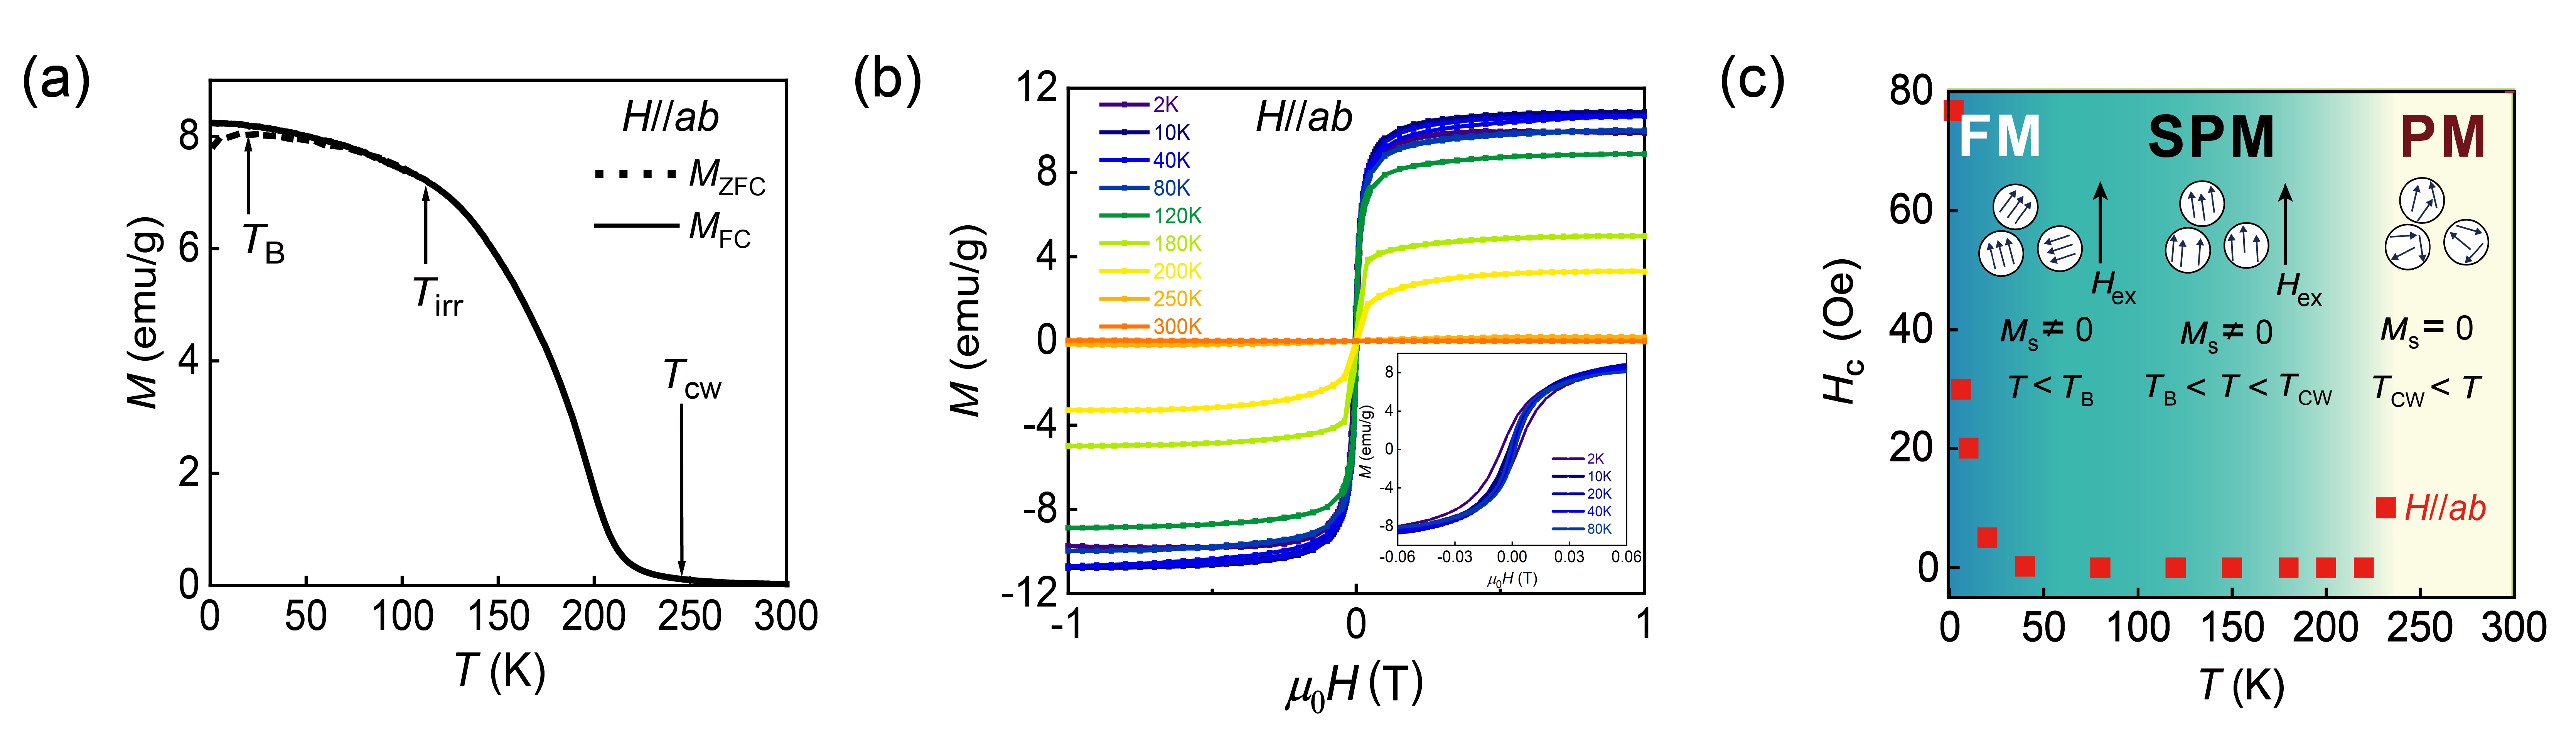 (a)
M (emu/g)
8
8
6
4
2
0
H//ab
MZFC
MFC
TB
Tirr
Tcw
0 50 100 150 200 250 300
T (K)
(b)
M (emu/g)
12
8
4
0
-4
-8
-12
2K
10K
40K
80K
120K
180K
200K
250K
300K
H//ab
M (emu/g)
8
4
0
-4
-8
2K
10K
20K
40K
80K
-0.06 -0.03 0.00 0.03 0.06
μ0H (T)
-1 0 1
μ0H (T)
(c)
Hc (Oe)
80
60
40
20
0
FM SPM PM
Hex Hex
Ms ≠ 0 Ms ≠ 0 Ms = 0
T < TB TB < T < TCW TCW < T
H//ab
0 50 100 150 200 250 300
T (K)